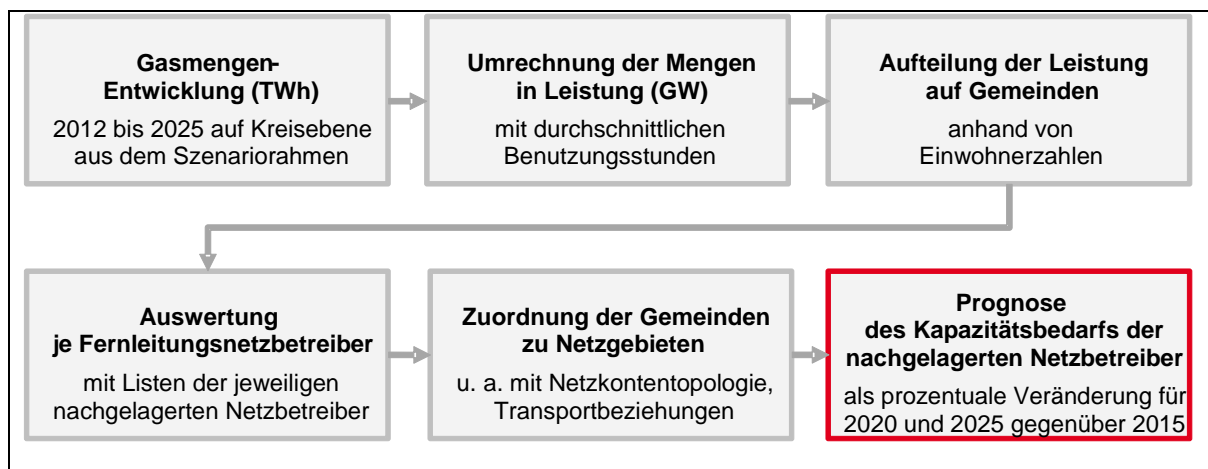 Gasmengen-
Entwicklung (TWh)
2012 bis 2025 auf Kreisebene
aus dem Szenariorahmen
Umrechnung der Mengen
in Leistung (GW)
mit durchschnittlichen
Benutzungsstunden
Aufteilung der Leistung
auf Gemeinden
anhand von
Einwohnerzahlen
Auswertung
je Fernleitungsnetzbetreiber
mit Listen der jeweiligen
nachgelagerten Netzbetreiber
Zuordnung der Gemeinden
zu Netzgebieten
u. a. mit Netzkontentopologie,
Transportbeziehungen
Prognose
des Kapazitätsbedarfs der
nachgelagerten Netzbetreiber
als prozentuale Veränderung für
2020 und 2025 gegenüber 2015